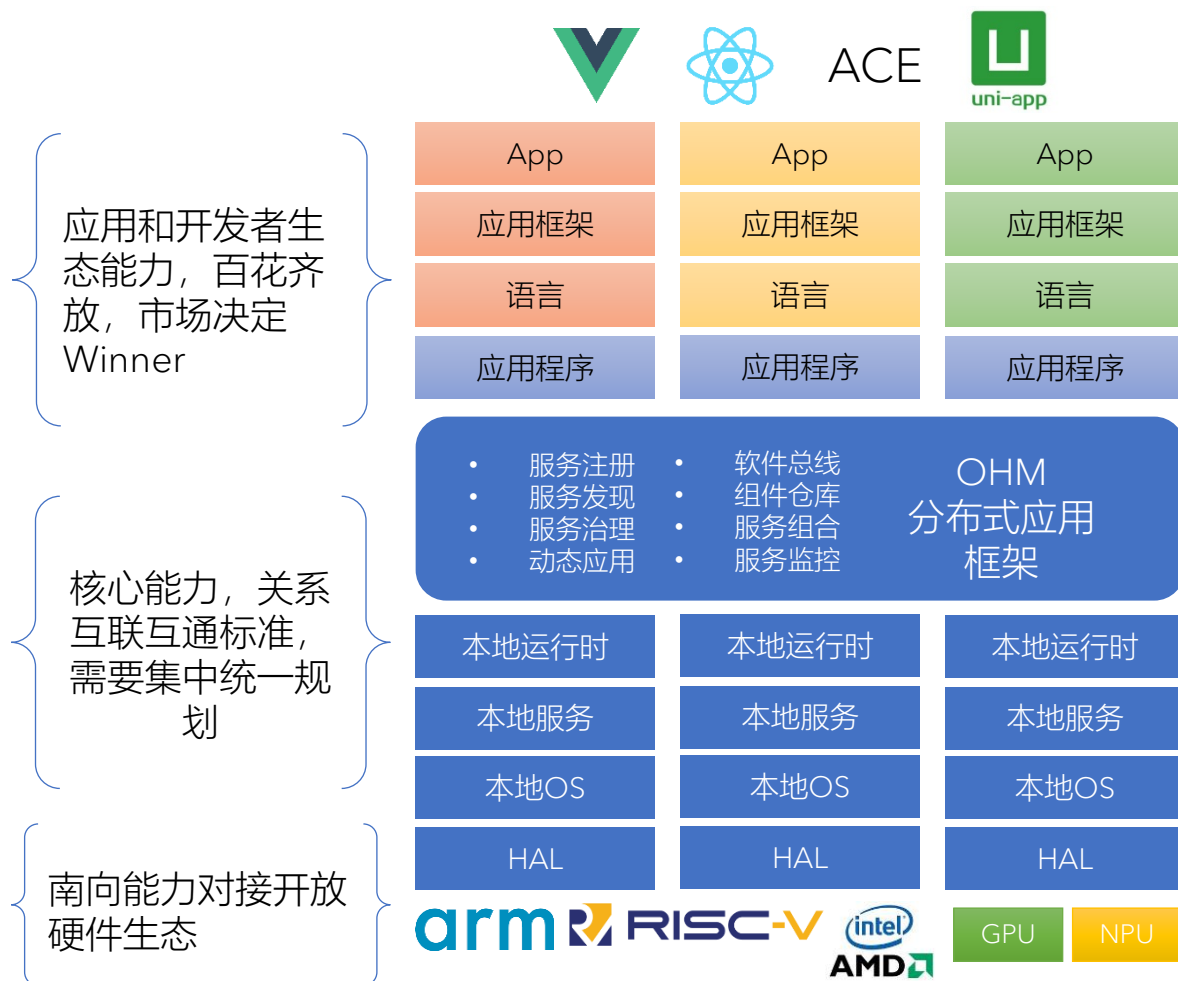 ACE
uni-app
应用和开发者生
态能力，百花齐
放，市场决定
Winner
App
App
App
应用框架
应用框架
应用框架
语言
语言
语言
应用程序
应用程序
应用程序
核心能力，关系
互联互通标准，
需要集中统一规
划
• 服务注册
• 服务发现
• 服务治理
• 动态应用
• 软件总线
• 组件仓库
• 服务组合
• 服务监控
OHM
分布式应用
框架
本地运行时
本地运行时
本地运行时
本地服务
本地服务
本地服务
本地OS
本地OS
本地OS
HAL
HAL
HAL
南向能力对接开放
硬件生态
arm
RISC-V
intel
AMD
GPU
NPU